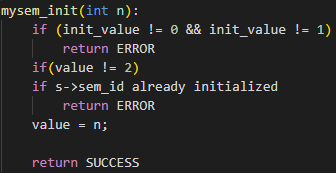 mysem_init(int n):
if (init_value != 0 && init_value != 1)
return ERROR
if(value != 2)
if s->sem_id already initialized
return ERROR
value = n;
return SUCCESS